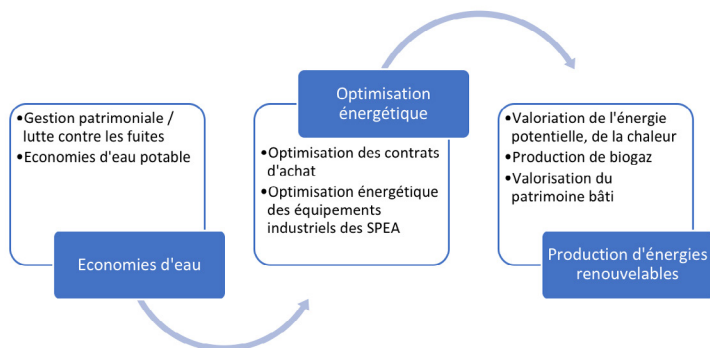 •Gestion patrimoniale /
lutte contre les fuites
•Economies d'eau potable
Economies d'eau
Optimisation
énergétique
•Optimisation des contrats
d'achat
•Optimisation énergétique
des équipements
industriels des SPEA
•Valoriation de l'énergie
potentielle, de la chaleur
•Production de biogaz
•Valorisation du
patrimoine bâti
Production d'énergies
renouvelables